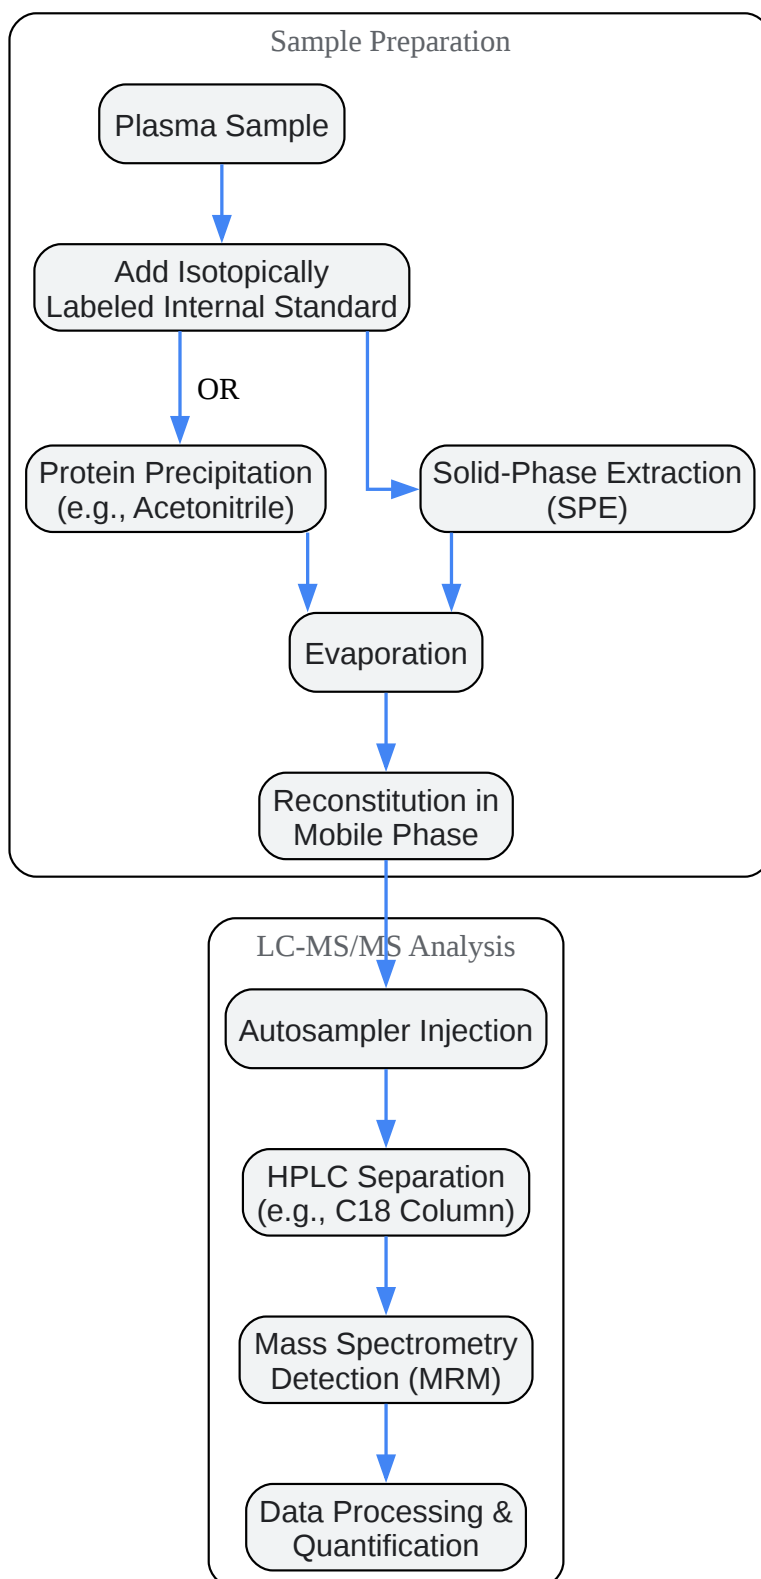 Sample Preparation
Plasma Sample
Add Isotopically
Labeled Internal Standard
OR
Protein Precipitation
(e.g., Acetonitrile)
Solid-Phase Extraction
(SPE)
Evaporation
Reconstitution in
Mobile Phase
LC-MS/MS Analysis
Autosampler Injection
HPLC Separation
(e.g., C18 Column)
Mass Spectrometry
Detection (MRM)
Data Processing &
Quantification